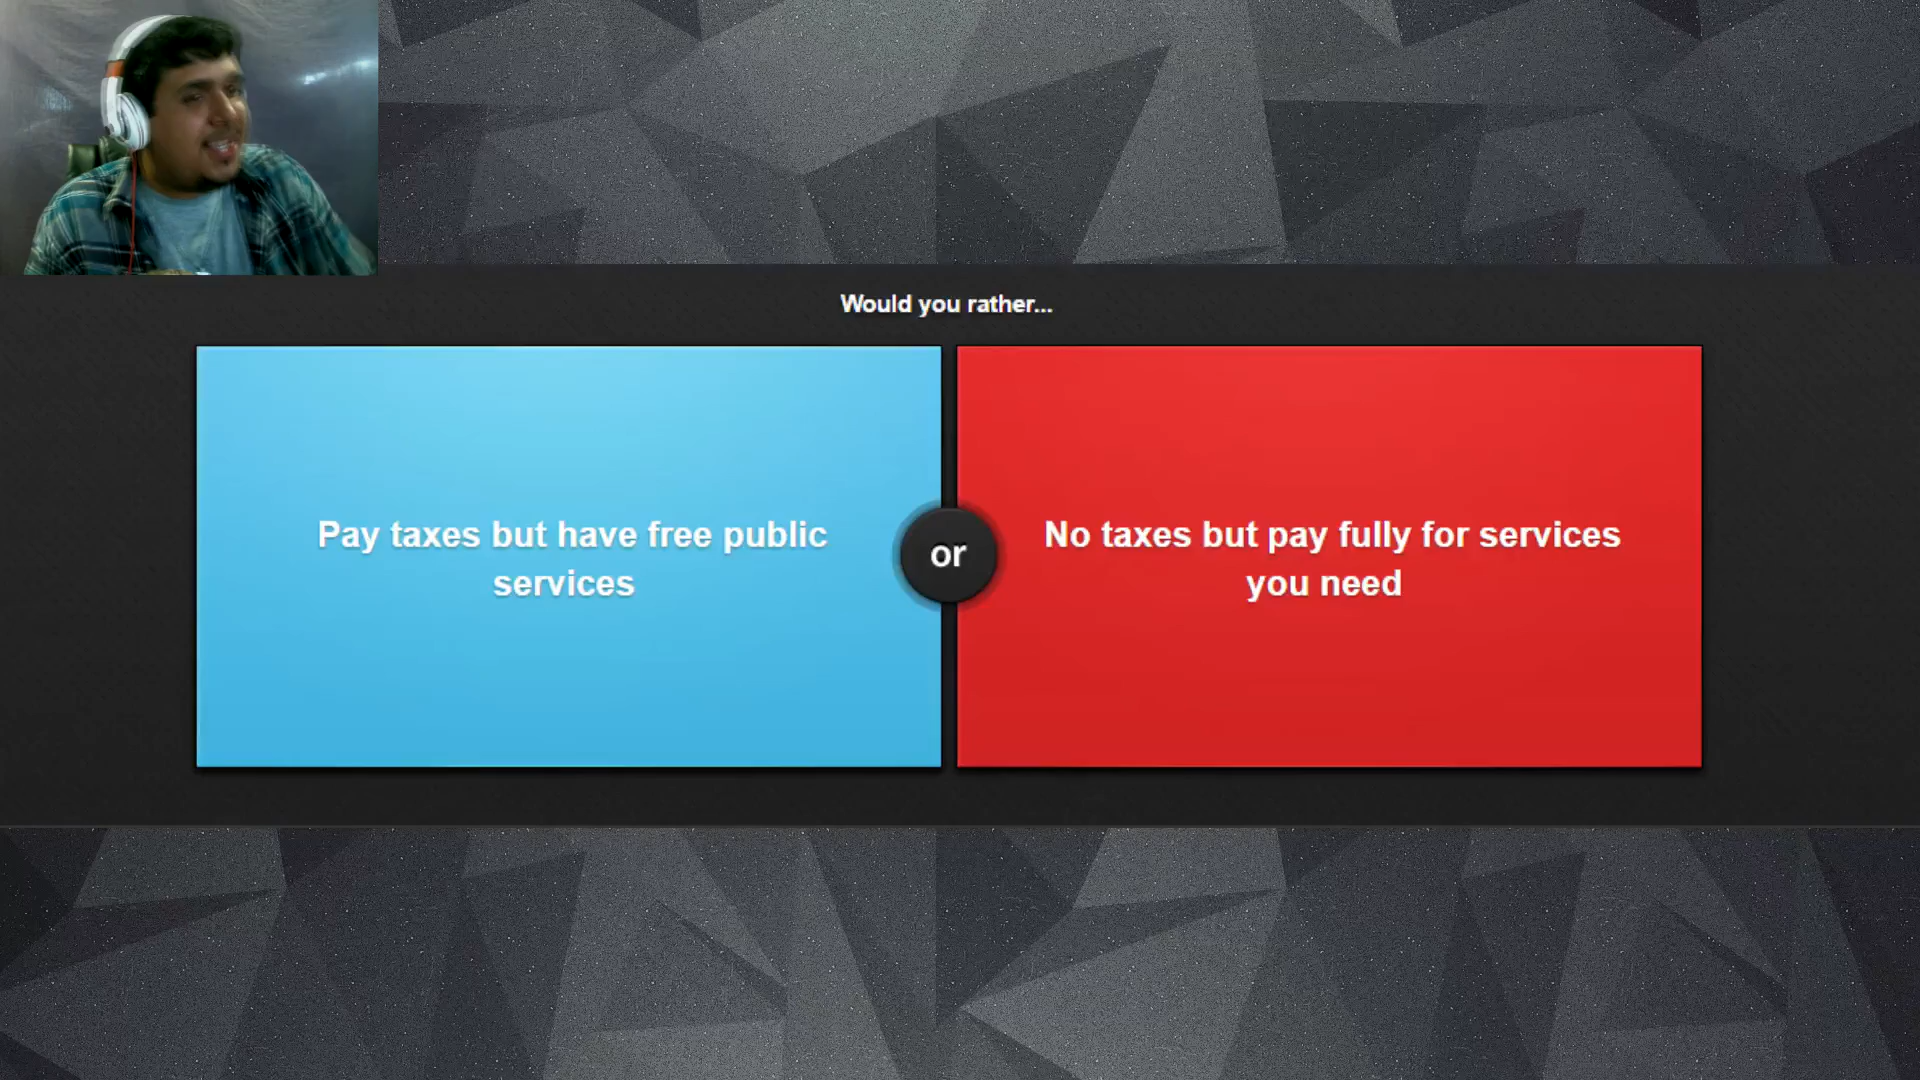 Would you rather...
Pay taxes but have free public
services
or
No taxes but pay fully for services
you need